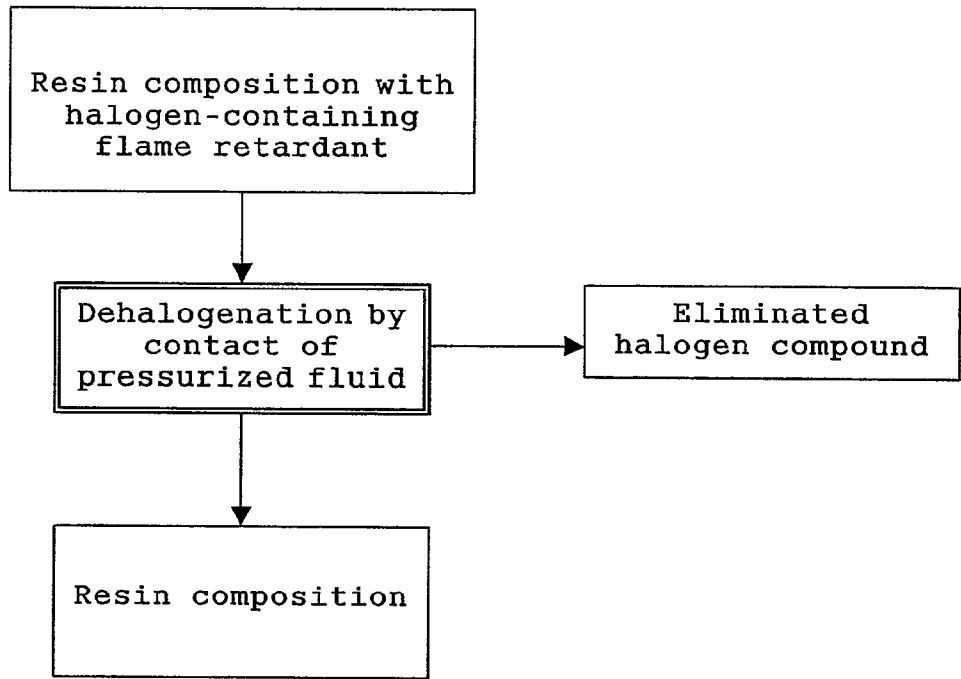 Resin composition with
halogen-containing
flame retardant
Dehalogenation by
contact of
pressurized fluid
Eliminated
halogen compound
Resin composition